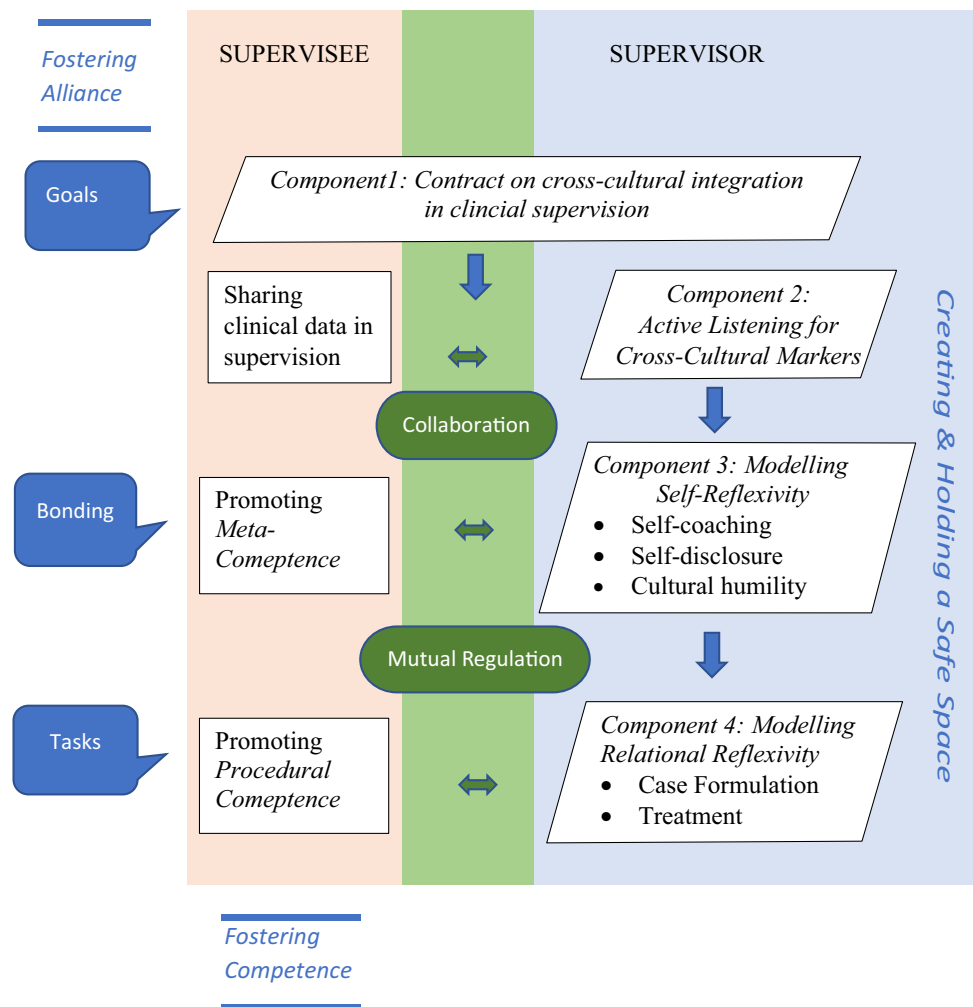 Fostering
Alliance
SUPERVISEE
SUPERVISOR
Goals
Component1: Contract on cross-cultural integration
in clincial supervision
Sharing
clinical data in
supervision
Component 2:
Active Listening for
Cross-Cultural Markers
Collaboration
Bonding
Promoting
Meta-
Comeptence
Component 3: Modelling
Self-Reflexivity
• Self-coaching
• Self-disclosure
• Cultural humility
Mutual Regulation
Tasks
Promoting
Procedural
Comeptence
Component 4: Modelling
Relational Reflexivity
• Case Formulation
• Treatment
Creating & Holding a Safe Space
Fostering
Competence